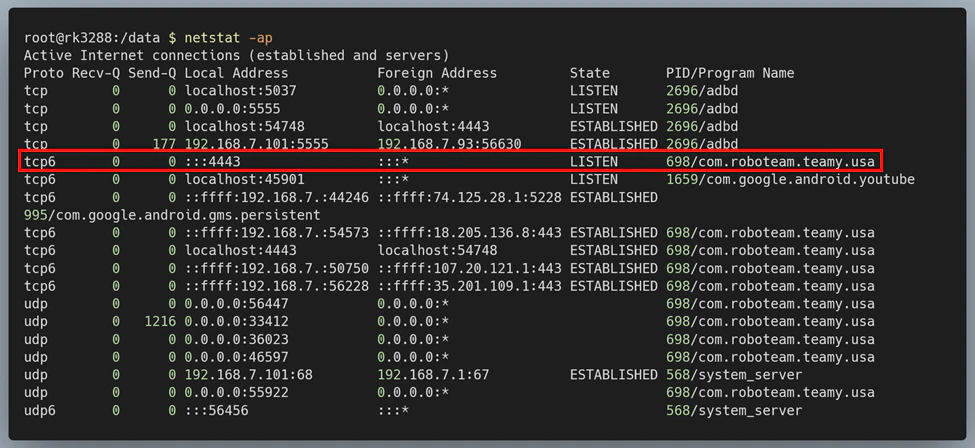 root@rk3288:/data $ netstat -ap
Active Internet connections (established and servers)
Proto Recv-Q Send-Q Local Address Foreign Address State PID/Program Name
tcp 0 0 localhost:5037 0.0.0.0:* LISTEN 2696/adbd
tcp 0 0 0.0.0.0:5555 0.0.0.0:* LISTEN 2696/adbd
tcp 0 0 localhost:54748 localhost:4443 ESTABLISHED 2696/adbd
tcp 0 177 192.168.7.101:5555 192.168.7.93:56630 ESTABLISHED 2696/adbd
tcp6 0 0 :::4443 :::* LISTEN 698/com.roboteam.teamy.usa
tcp6 0 0 localhost:45901 :::* LISTEN 1659/com.google.android.youtube
tcp6 0 0 ::ffff:192.168.7.:44246 ::ffff:74.125.28.1:5228 ESTABLISHED
995/com.google.android.gms.persistent
tcp6 0 0 ::ffff:192.168.7.:54573 ::ffff:18.205.136.8:443 ESTABLISHED 698/com.roboteam.teamy.usa
tcp6 0 0 localhost:4443 localhost:54748 ESTABLISHED 698/com.roboteam.teamy.usa
tcp6 0 0 ::ffff:192.168.7.:50750 ::ffff:107.20.121.1:443 ESTABLISHED 698/com.roboteam.teamy.usa
tcp6 0 0 ::ffff:192.168.7.:56228 ::ffff:35.201.109.1:443 ESTABLISHED 698/com.roboteam.teamy.usa
udp 0 0 0.0.0.0:56447 0.0.0.0:* 698/com.roboteam.teamy.usa
udp 0 1216 0.0.0.0:33412 0.0.0.0:* 698/com.roboteam.teamy.usa
udp 0 0 0.0.0.0:36023 0.0.0.0:* 698/com.roboteam.teamy.usa
udp 0 0 0.0.0.0:46597 0.0.0.0:* 698/com.roboteam.teamy.usa
udp 0 0 192.168.7.101:68 192.168.7.1:67 ESTABLISHED 568/system_server
udp 0 0 0.0.0.0:55922 0.0.0.0:* 698/com.roboteam.teamy.usa
udp6 0 0 :::56456 :::* 568/system_server